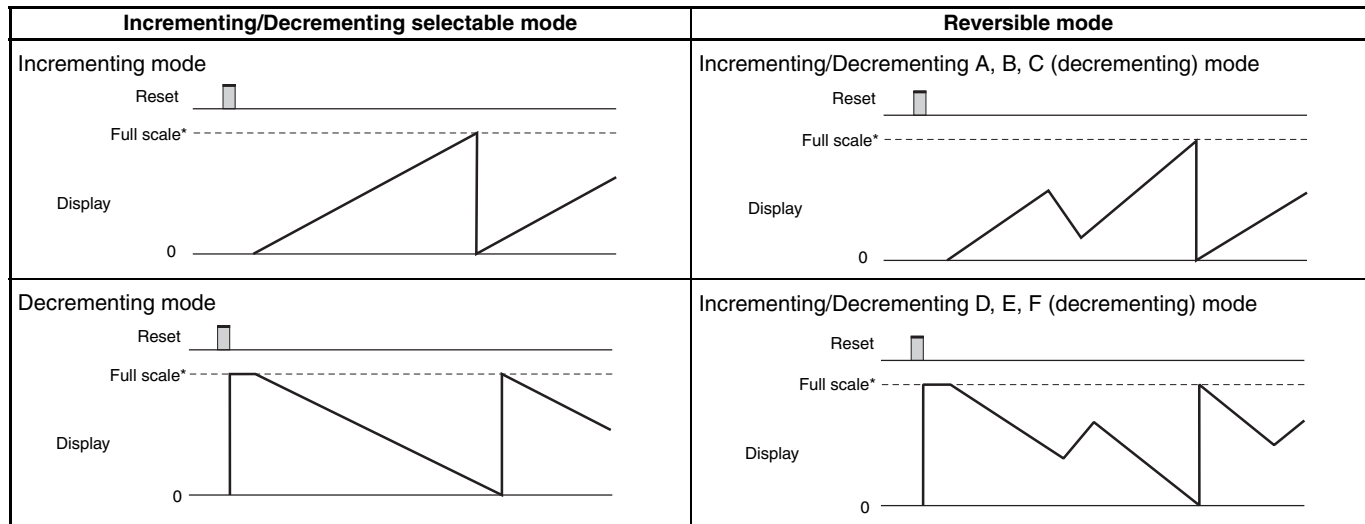 Incrementing/Decrementing selectable mode
Reversible mode
Incrementing mode
Reset
Full scale*
Display
0
Incrementing/Decrementing A, B, C (decrementing) mode
Reset
Full scale*
Display
0
Decrementing mode
Reset
Full scale*
Display
0
Incrementing/Decrementing D, E, F (decrementing) mode
Reset
Full scale*
Display
0